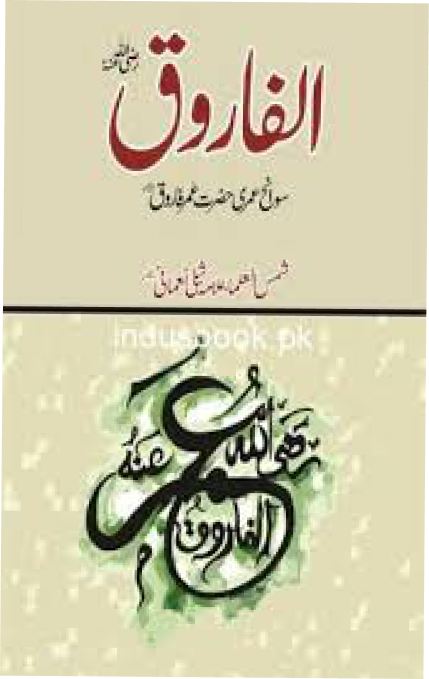 الفاروق رضی اللہ عنہ
سوانح عمری حضرت عمر فاروقؓ
شمس العلماء علامہ شبلی نعمانیؒ
indusbook.pk
عمر رضی اللہ عنہ
الفاروق